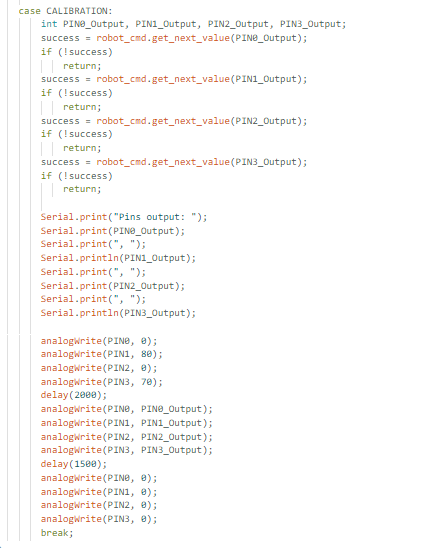 case CALIBRATION:
int PIN0_Output, PIN1_Output, PIN2_Output, PIN3_Output;
success = robot_cmd.get_next_value(PIN0_Output);
if (!success)
return;
success = robot_cmd.get_next_value(PIN1_Output);
if (!success)
return;
success = robot_cmd.get_next_value(PIN2_Output);
if (!success)
return;
success = robot_cmd.get_next_value(PIN3_Output);
if (!success)
return;
Serial.print("Pins output: ");
Serial.print(PIN0_Output);
Serial.print(", ");
Serial.println(PIN1_Output);
Serial.print(", ");
Serial.print(PIN2_Output);
Serial.print(", ");
Serial.println(PIN3_Output);
analogWrite(PIN0, 0);
analogWrite(PIN1, 80);
analogWrite(PIN2, 0);
analogWrite(PIN3, 70);
delay(2000);
analogWrite(PIN0, PIN0_Output);
analogWrite(PIN1, PIN1_Output);
analogWrite(PIN2, PIN2_Output);
analogWrite(PIN3, PIN3_Output);
delay(1500);
analogWrite(PIN0, 0);
analogWrite(PIN1, 0);
analogWrite(PIN2, 0);
analogWrite(PIN3, 0);
break;